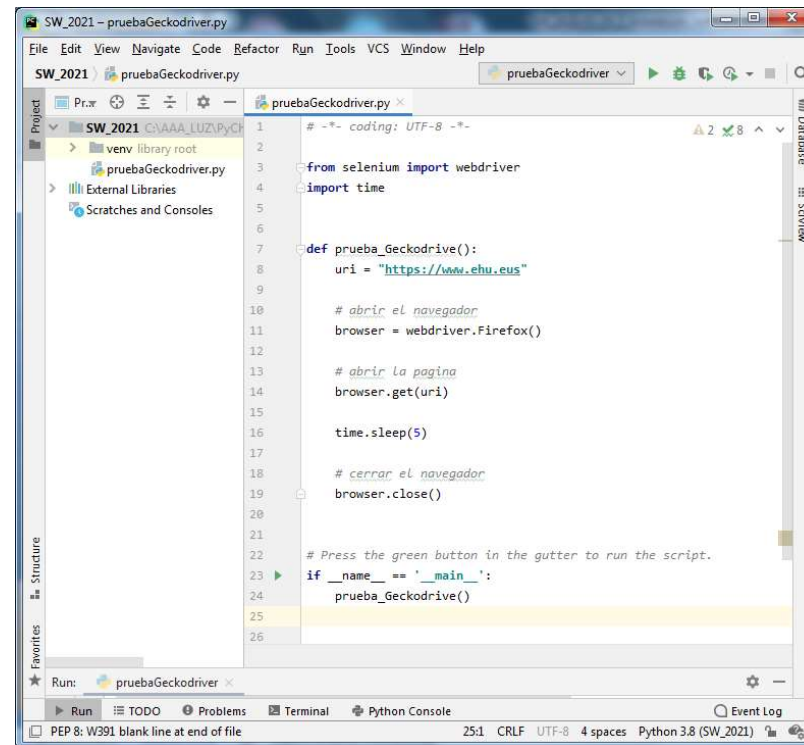 SW_2021 – pruebaGeckodriver.py
File Edit View Navigate Code Refactor Run Tools VCS Window Help
SW_2021 pruebaGeckodriver.py pruebaGeckodriver
Project Pr... pruebaGeckodriver.py
SW_2021 C:\AAA_LUZ\PyCH
venv library root
pruebaGeckodriver.py
External Libraries
Scratches and Consoles
2 8
1 # -*- coding: UTF-8 -*-
2
3 from selenium import webdriver
4 import time
5
6
7 def prueba_Geckodrive():
8 uri = "https://www.ehu.eus"
9
10 # abrir el navegador
11 browser = webdriver.Firefox()
12
13 # abrir la pagina
14 browser.get(uri)
15
16 time.sleep(5)
17
18 # cerrar el navegador
19 browser.close()
20
21
22 # Press the green button in the gutter to run the script.
23 if __name__ == '__main__':
24 prueba_Geckodrive()
25
26
Database
SciView
Structure
Favorites
Run: pruebaGeckodriver
Run TODO Problems Terminal Python Console Event Log
PEP 8: W391 blank line at end of file 25:1 CRLF UTF-8 4 spaces Python 3.8 (SW_2021)